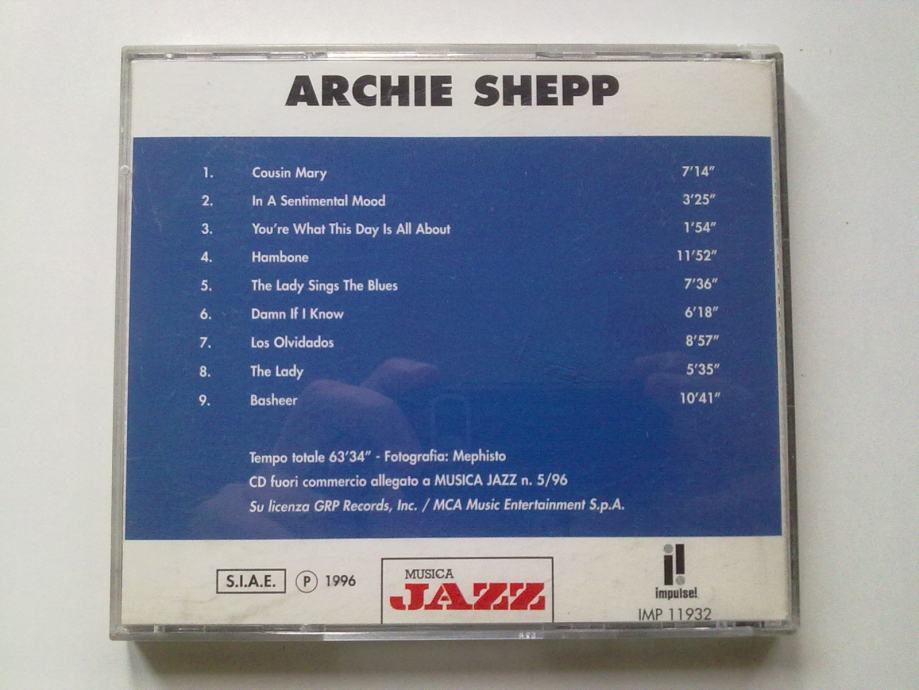 ARCHIE SHEPP
1. Cousin Mary 7'14"
2. In A Sentimental Mood 3'25"
3. You're What This Day Is All About 1'54"
4. Hambone 11'52"
5. The Lady Sings The Blues 7'36"
6. Damn If I Know 6'18"
7. Los Olvidados 8'57"
8. The Lady 5'35"
9. Basheer 10'41"
Tempo totale 63'34" - Fotografia: Mephisto
CD fuori commercio allegato a MUSICA JAZZ n. 5/96
Su licenza GRP Records, Inc. / MCA Music Entertainment S.p.A.
S.I.A.E. P 1996
MUSICA
JAZZ
i!
impulse!
IMP 11932